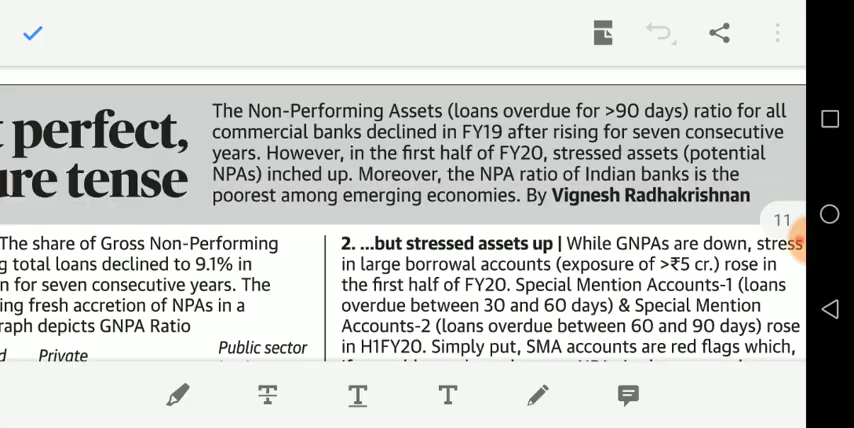 t perfect,
ure tense
The Non-Performing Assets (loans overdue for >90 days) ratio for all
commercial banks declined in FY19 after rising for seven consecutive
years. However, in the first half of FY20, stressed assets (potential
NPAs) inched up. Moreover, the NPA ratio of Indian banks is the
poorest among emerging economies. By Vignesh Radhakrishnan
11
The share of Gross Non-Performing
g total loans declined to 9.1% in
n for seven consecutive years. The
ing fresh accretion of NPAs in a
raph depicts GNPA Ratio
d Private Public sector
2. ...but stressed assets up | While GNPAs are down, stress
in large borrowal accounts (exposure of >₹5 cr.) rose in
the first half of FY20. Special Mention Accounts-1 (loans
overdue between 30 and 60 days) & Special Mention
Accounts-2 (loans overdue between 60 and 90 days) rose
in H1FY20. Simply put, SMA accounts are red flags which,